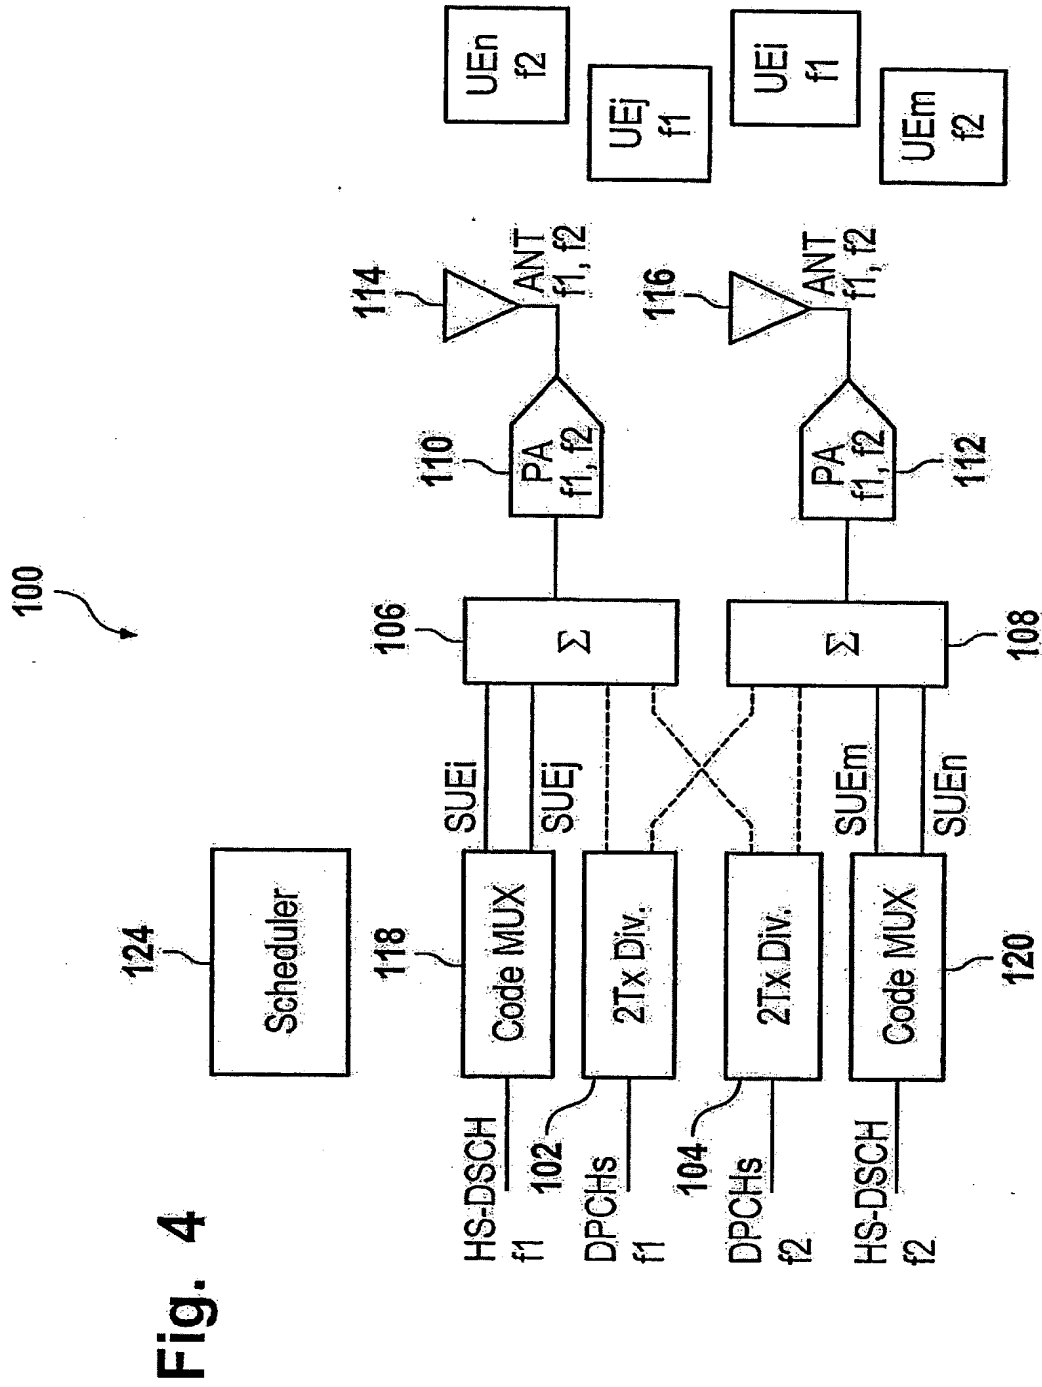 Fig. 4
100
124
Scheduler
HS-DSCH
f1
118
Code MUX
SUEi
SUEj
106
Σ
110
PA
f1, f2
114
ANT
f1, f2
UEn
f2
UEj
f1
DPCHs
f1
102
2Tx Div.
DPCHs
f2
104
2Tx Div.
HS-DSCH
f2
Code MUX
120
SUEm
SUEn
Σ
108
PA
f1, f2
112
116
ANT
f1, f2
UEi
f1
UEm
f2